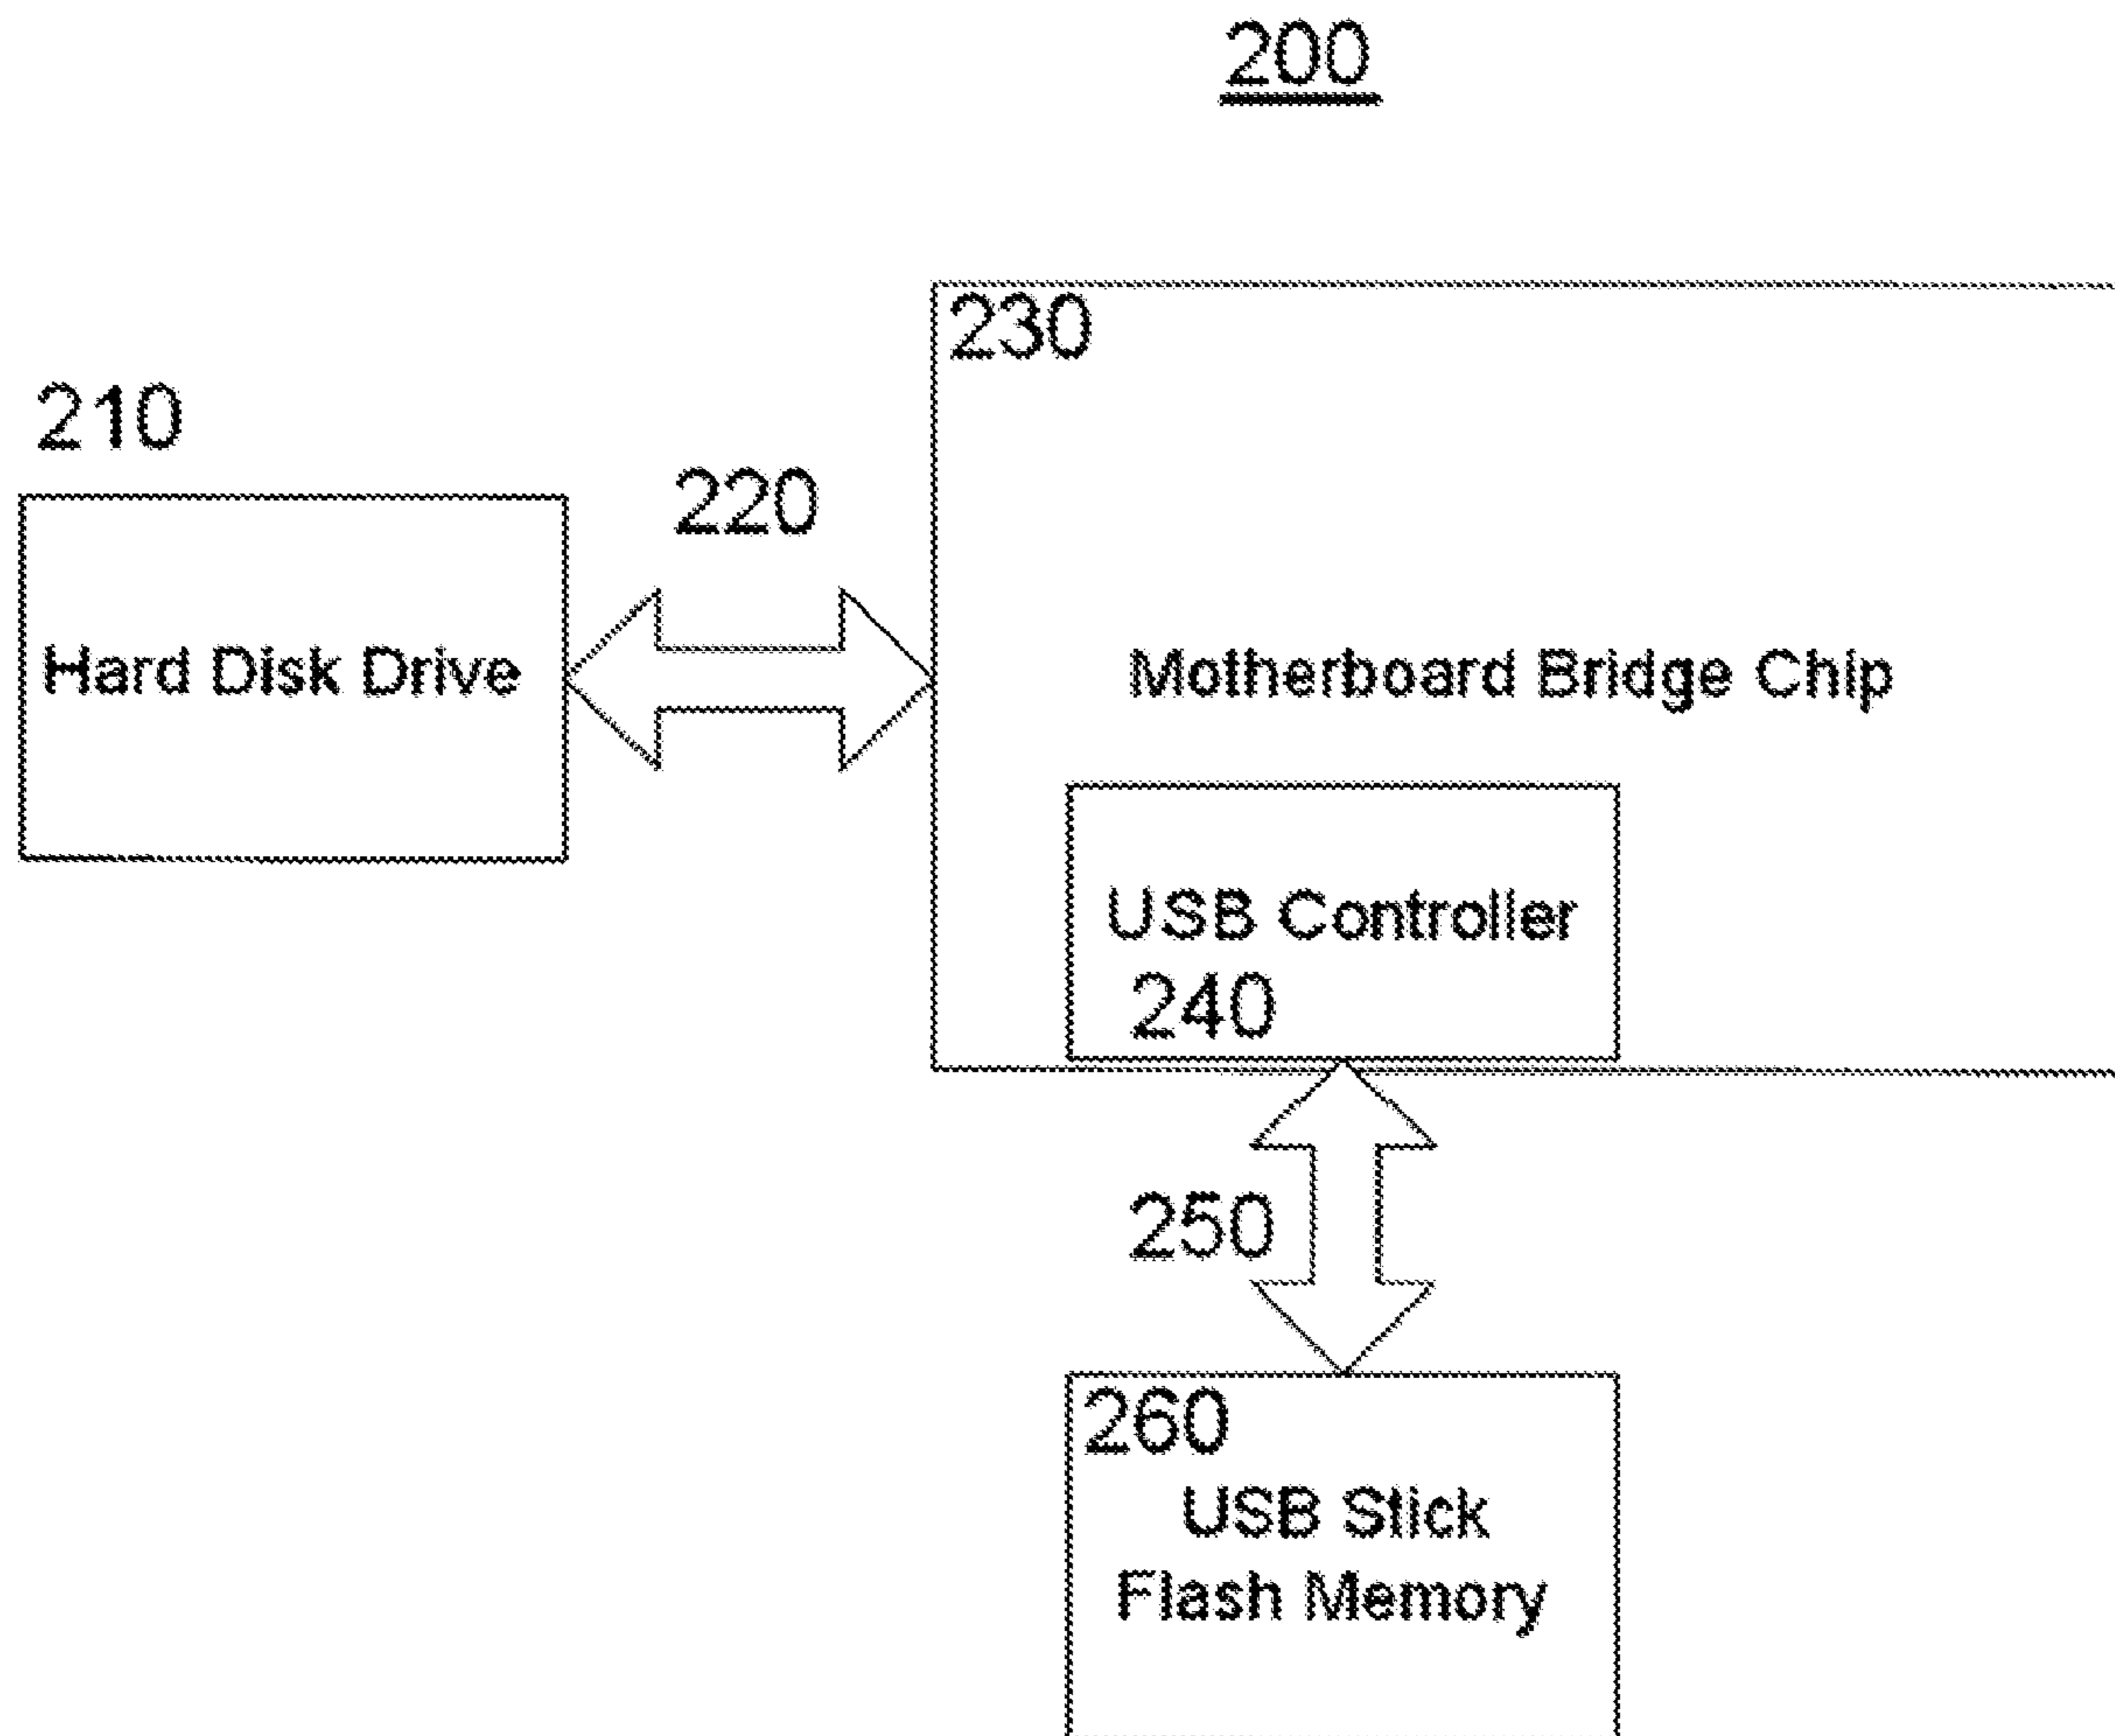 200
230
210
220
Hard Disk Drive
Motherboard Bridge Chip
USB Controller
240
250
260
USB Stick
Flash Memory